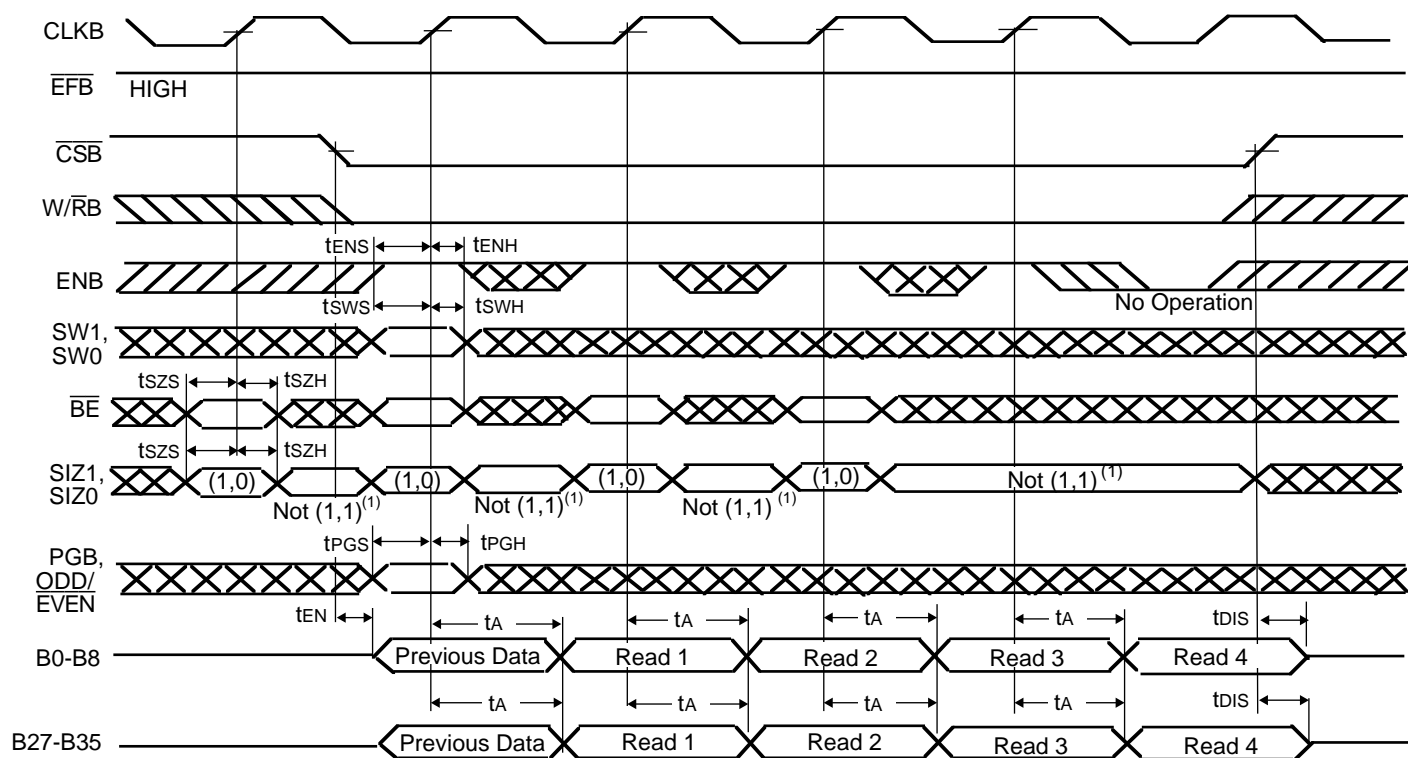 CLKB
EFB HIGH
CSB
W/RB
tENS tENH
ENB
No Operation
tSWS tSWH
SW1,
SW0
tSZS tSZH
BE
tSZS tSZH
SIZ1,
SIZ0
(1,0) (1,0) (1,0) (1,0) Not (1,1)(1)
Not (1,1)(1) Not (1,1)(1) Not (1,1)(1)
tPGS tPGH
PGB,
ODD/
EVEN
tEN tA tA tA tA tDIS
B0-B8 Previous Data Read 1 Read 2 Read 3 Read 4
tA tA tA tA tDIS
B27-B35 Previous Data Read 1 Read 2 Read 3 Read 4